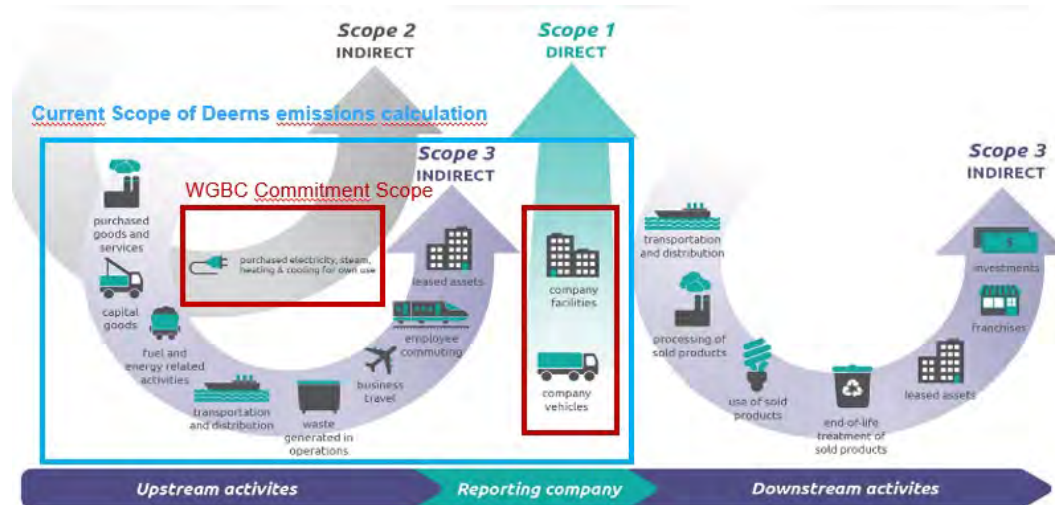 Scope 2
INDIRECT
Scope 1
DIRECT
Current Scope of Deerns emissions calculation
Scope 3
INDIRECT
Scope 3
INDIRECT
WGBC Commitment Scope
purchased
goods and
services
purchased electricity, steam,
heating & cooling for own use
capital
goods
fuel and
energy related
activities
transportation
and distribution
waste
generated in
operations
business
travel
employee
commuting
leased assets
company
facilities
company
vehicles
transportation
and distribution
processing of
sold products
use of sold
products
end-of-life
treatment of
sold products
leased assets
franchises
$
investments
Upstream activites
Reporting company
Downstream activites